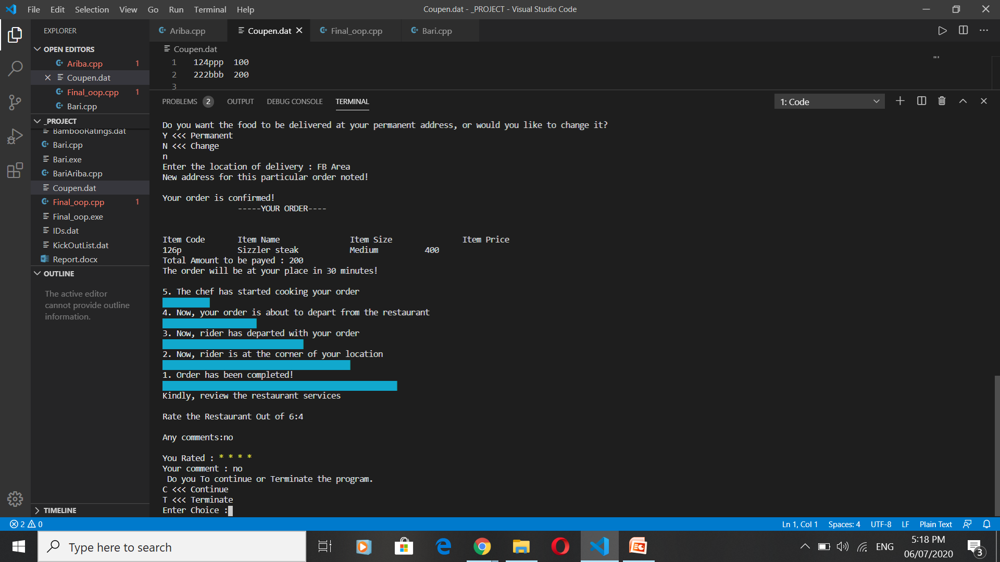 File Edit Selection View Go Run Terminal Help
Coupen.dat - _PROJECT - Visual Studio Code
EXPLORER
OPEN EDITORS
Ariba.cpp 1
Coupen.dat
Final_oop.cpp 1
Bari.cpp
_PROJECT
BambooRatings.dat
Bari.cpp
Bari.exe
BariAriba.cpp
Coupen.dat
Final_oop.cpp 1
Final_oop.exe
IDs.dat
KickOutList.dat
Report.docx
OUTLINE
The active editor
cannot provide outline
information.
TIMELINE
Ariba.cpp Coupen.dat Final_oop.cpp Bari.cpp
Coupen.dat
1 124ppp 100
2 222bbb 200
3
PROBLEMS 2 OUTPUT DEBUG CONSOLE TERMINAL 1: Code
Do you want the food to be delivered at your permanent address, or would you like to change it?
Y <<< Permanent
N <<< Change
n
Enter the location of delivery : FB Area
New address for this particular order noted!
Your order is confirmed!
-----YOUR ORDER----
Item Code Item Name Item Size Item Price
126p Sizzler steak Medium 400
Total Amount to be payed : 200
The order will be at your place in 30 minutes!
5. The chef has started cooking your order
4. Now, your order is about to depart from the restaurant
3. Now, rider has departed with your order
2. Now, rider is at the corner of your location
1. Order has been completed!
Kindly, review the restaurant services
Rate the Restaurant Out of 6:4
Any comments:no
You Rated : * * * *
Your comment : no
Do you To continue or Terminate the program.
C <<< Continue
T <<< Terminate
Enter Choice :
2 0
Ln 1, Col 1 Spaces: 4 UTF-8 LF Plain Text
Type here to search
ENG
5:18 PM
06/07/2020
3